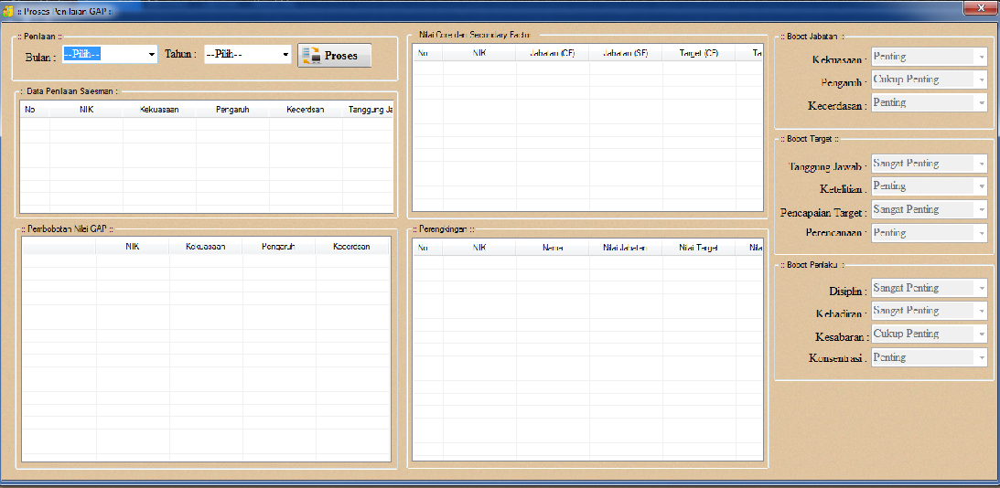 :: Proses Penilaian GAP ::
:: Penilaian ::
Bulan : --Pilih-- Tahun : --Pilih-- Proses
:: Data Penilaian Salesman ::
No NIK Kekuasaan Pengaruh Kecerdsan Tanggung Ja
:: Pembobotan Nilai GAP ::
NIK Kekuasaan Pengaruh Kecerdsan
Nilai Core dan Secondary Factor
No NIK Jabatan (CF) Jabatan (SF) Target (CF) Ta
:: Perengkingan ::
No NIK Nama Nilai Jabatan Nilai Target Nila
:: Bobot Jabatan ::
Kekuasaan : Penting
Pengaruh : Cukup Penting
Kecerdasan : Penting
:: Bobot Target ::
Tanggung Jawab : Sangat Penting
Ketelitian : Penting
Pencapaian Target : Sangat Penting
Perencanaan : Penting
:: Bobot Perilaku ::
Disiplin : Sangat Penting
Kehadiran : Sangat Penting
Kesabaran : Cukup Penting
Konsentrasi : Penting